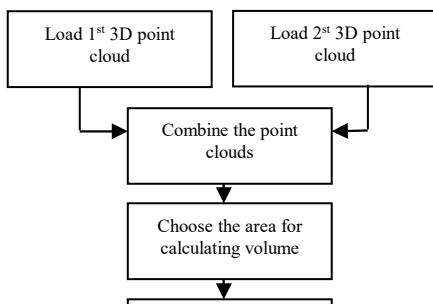 Load 1st 3D point
cloud
Load 2st 3D point
cloud
Combine the point
clouds
Choose the area for
calculating volume